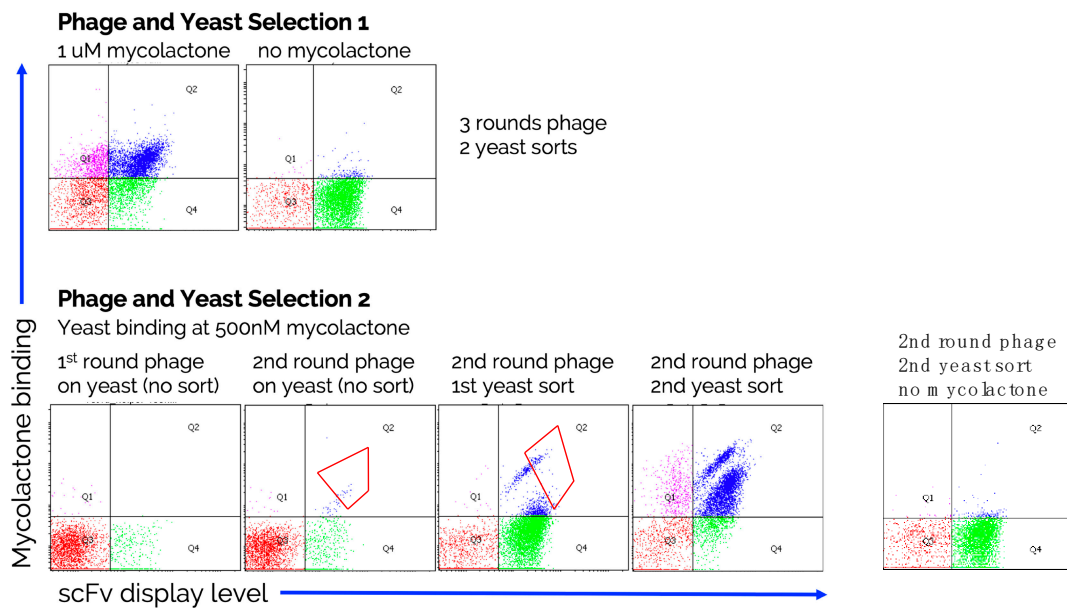 Phage and Yeast Selection 1
1 uM mycolactone
no mycolactone
Q2
Q1
Q3
Q4
Q2
Q1
Q3
Q4
3 rounds phage
2 yeast sorts
Phage and Yeast Selection 2
Yeast binding at 500nM mycolactone
1st round phage
on yeast (no sort)
2nd round phage
on yeast (no sort)
2nd round phage
1st yeast sort
2nd round phage
2nd yeast sort
2nd round phage
2nd yeast sort
no mycolactone
Q2
Q1
Q3
Q4
Q2
Q1
Q3
Q4
Q2
Q1
Q3
Q4
Q2
Q1
Q3
Q4
Q2
Q1
Q3
Q4
Mycolactone binding
scFv display level